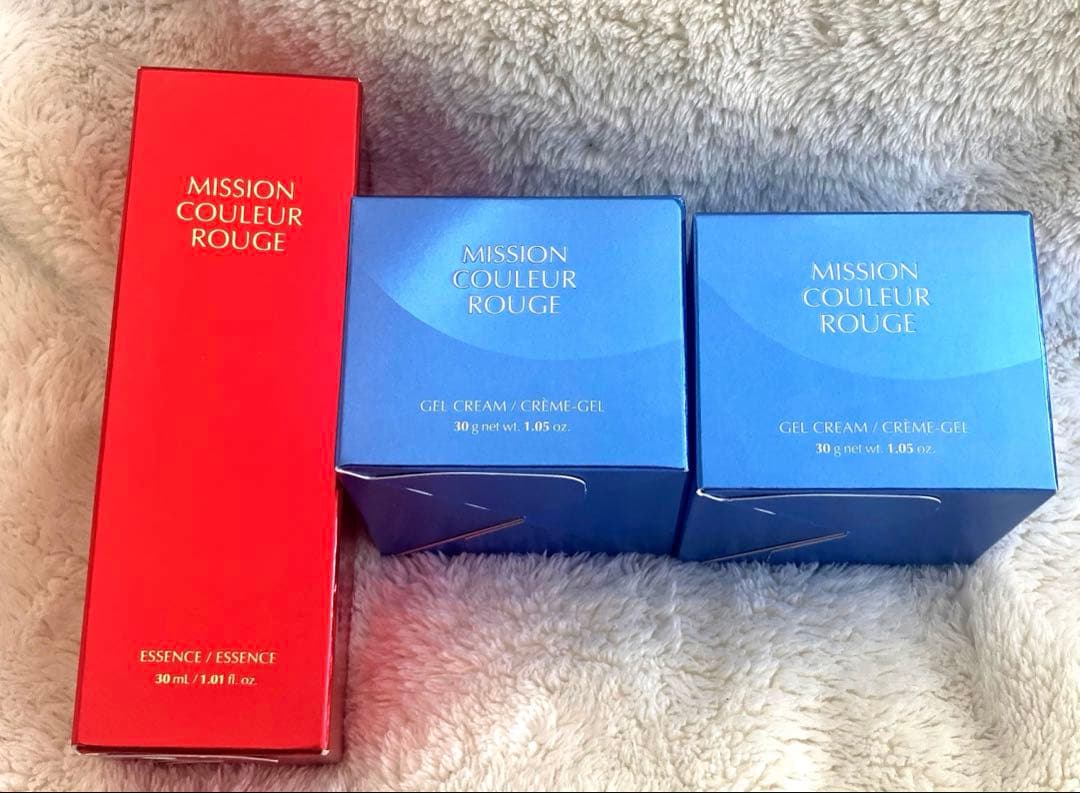 MISSION
COULEUR
ROUGE
ESSENCE / ESSENCE
30 mL / 1.01 fl. oz.
MISSION
COULEUR
ROUGE
GEL CREAM / CRÈME-GEL
30 g net wt. 1.05 oz.
MISSION
COULEUR
ROUGE
GEL CREAM / CRÈME-GEL
30 g net wt. 1.05 oz.